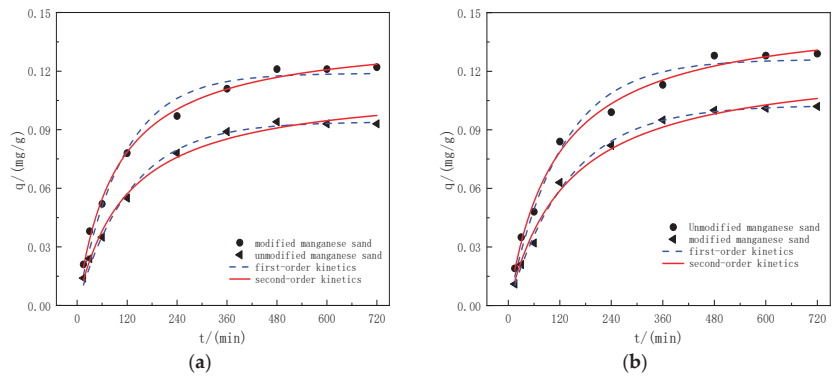 0.15
0.12
0.09
0.06
0.03
0.00
q/(mg/g)
modified manganese sand
unmodified manganese sand
first-order kinetics
second-order kinetics
0 120 240 360 480 600 720
t/(min)
(a)
0.15
0.12
0.09
0.06
0.03
0.00
q/(mg/g)
Unmodified manganese sand
modified manganese sand
first-order kinetics
second-order kinetics
0 120 240 360 480 600 720
t/(min)
(b)